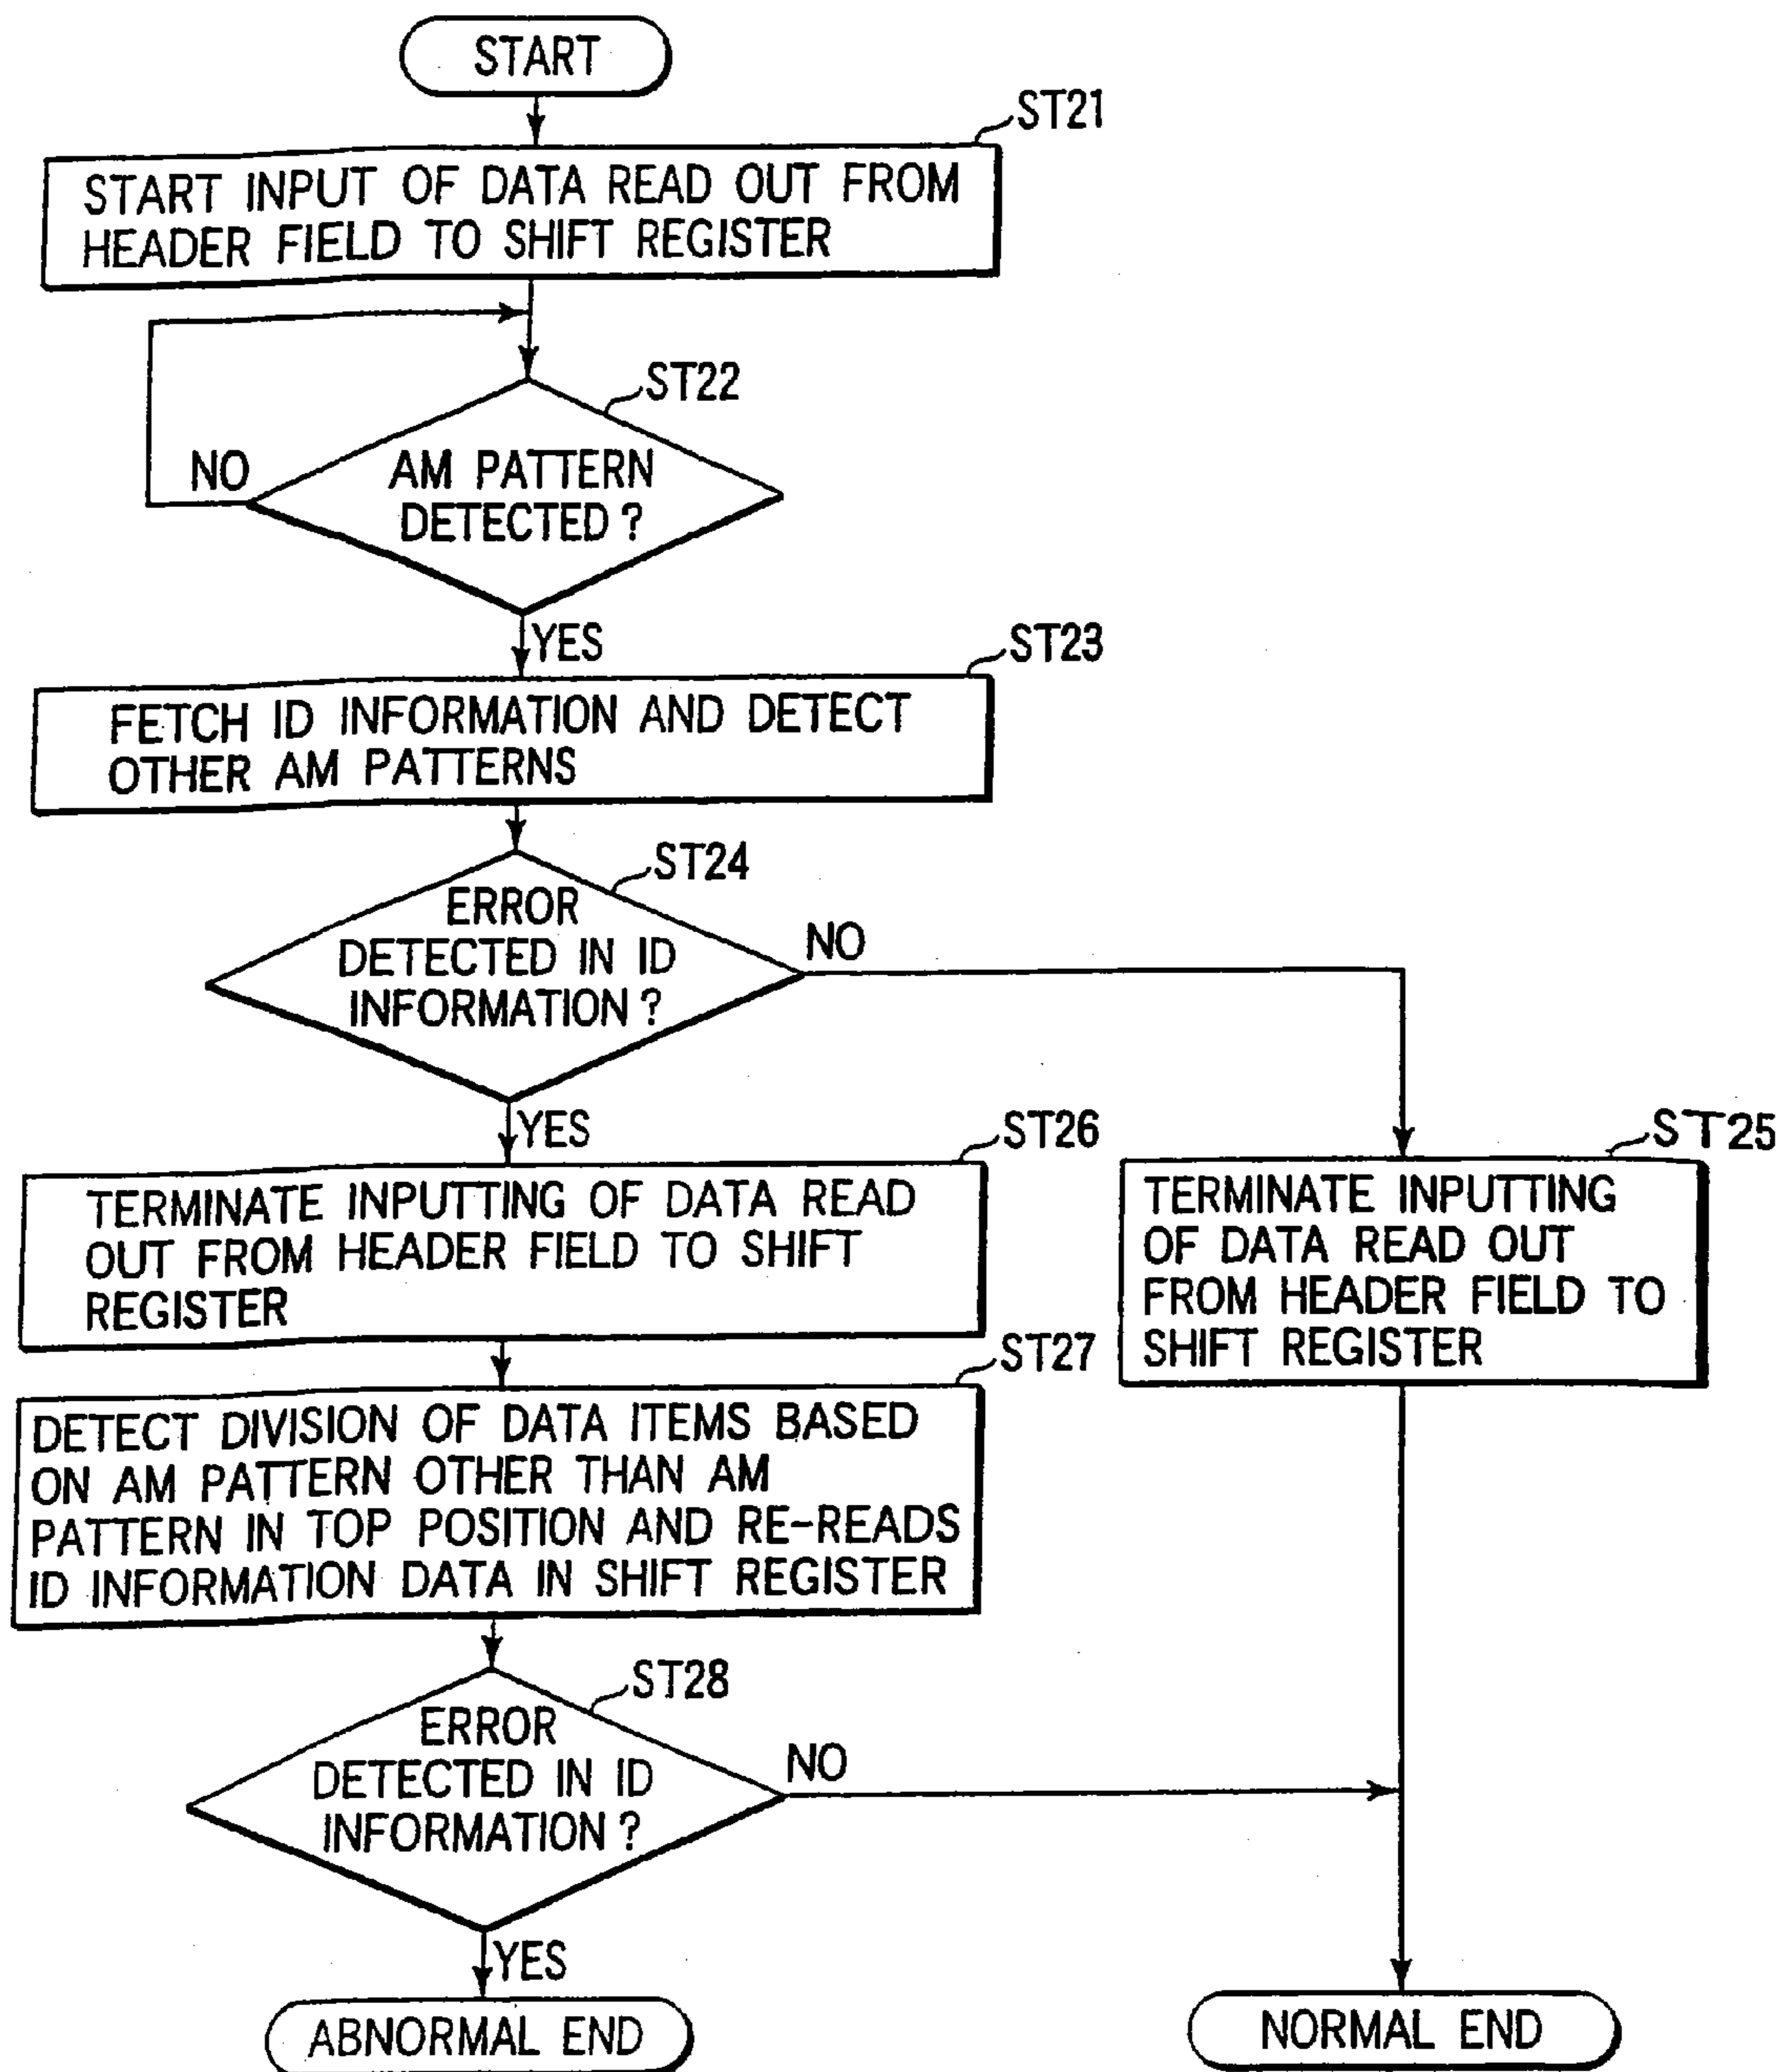 START
ST21
START INPUT OF DATA READ OUT FROM
HEADER FIELD TO SHIFT REGISTER
ST22
NO
AM PATTERN
DETECTED?
YES
ST23
FETCH ID INFORMATION AND DETECT
OTHER AM PATTERNS
ST24
ERROR
DETECTED IN ID
INFORMATION?
NO
YES
ST26
TERMINATE INPUTTING OF DATA READ
OUT FROM HEADER FIELD TO SHIFT
REGISTER
ST25
TERMINATE INPUTTING
OF DATA READ OUT
FROM HEADER FIELD TO
SHIFT REGISTER
ST27
DETECT DIVISION OF DATA ITEMS BASED
ON AM PATTERN OTHER THAN AM
PATTERN IN TOP POSITION AND RE-READS
ID INFORMATION DATA IN SHIFT REGISTER
ST28
ERROR
DETECTED IN ID
INFORMATION?
NO
YES
ABNORMAL END
NORMAL END